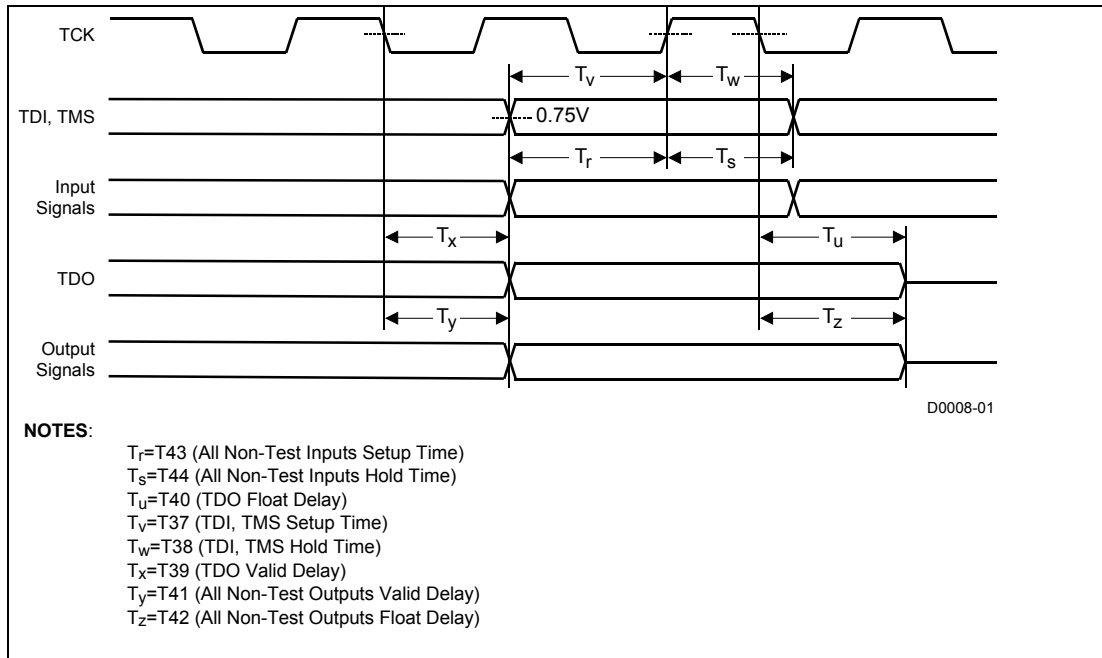 TCK
Tv
Tw
TDI, TMS
0.75V
Tr
Ts
Input
Signals
Tx
Tu
TDO
Ty
Tz
Output
Signals
D0008-01
NOTES:
Tr=T43 (All Non-Test Inputs Setup Time)
Ts=T44 (All Non-Test Inputs Hold Time)
Tu=T40 (TDO Float Delay)
Tv=T37 (TDI, TMS Setup Time)
Tw=T38 (TDI, TMS Hold Time)
Tx=T39 (TDO Valid Delay)
Ty=T41 (All Non-Test Outputs Valid Delay)
Tz=T42 (All Non-Test Outputs Float Delay)